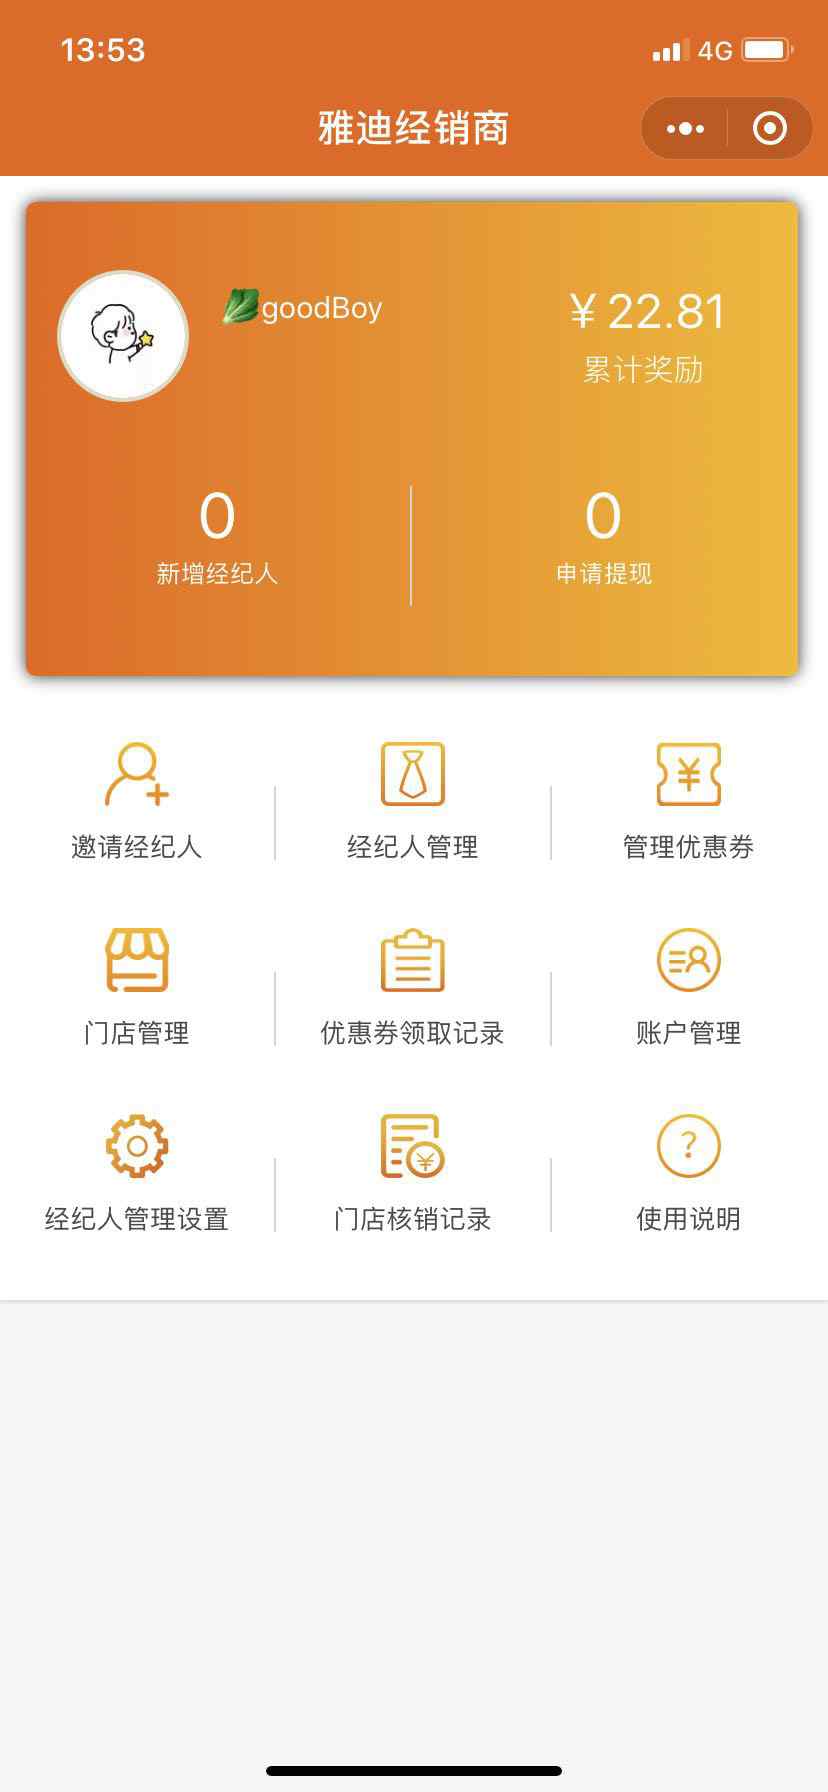 13:53
4G
雅迪经销商
🥬goodBoy
¥ 22.81
累计奖励
0
0
新增经纪人
申请提现
邀请经纪人
经纪人管理
管理优惠券
门店管理
优惠券领取记录
账户管理
经纪人管理设置
门店核销记录
使用说明